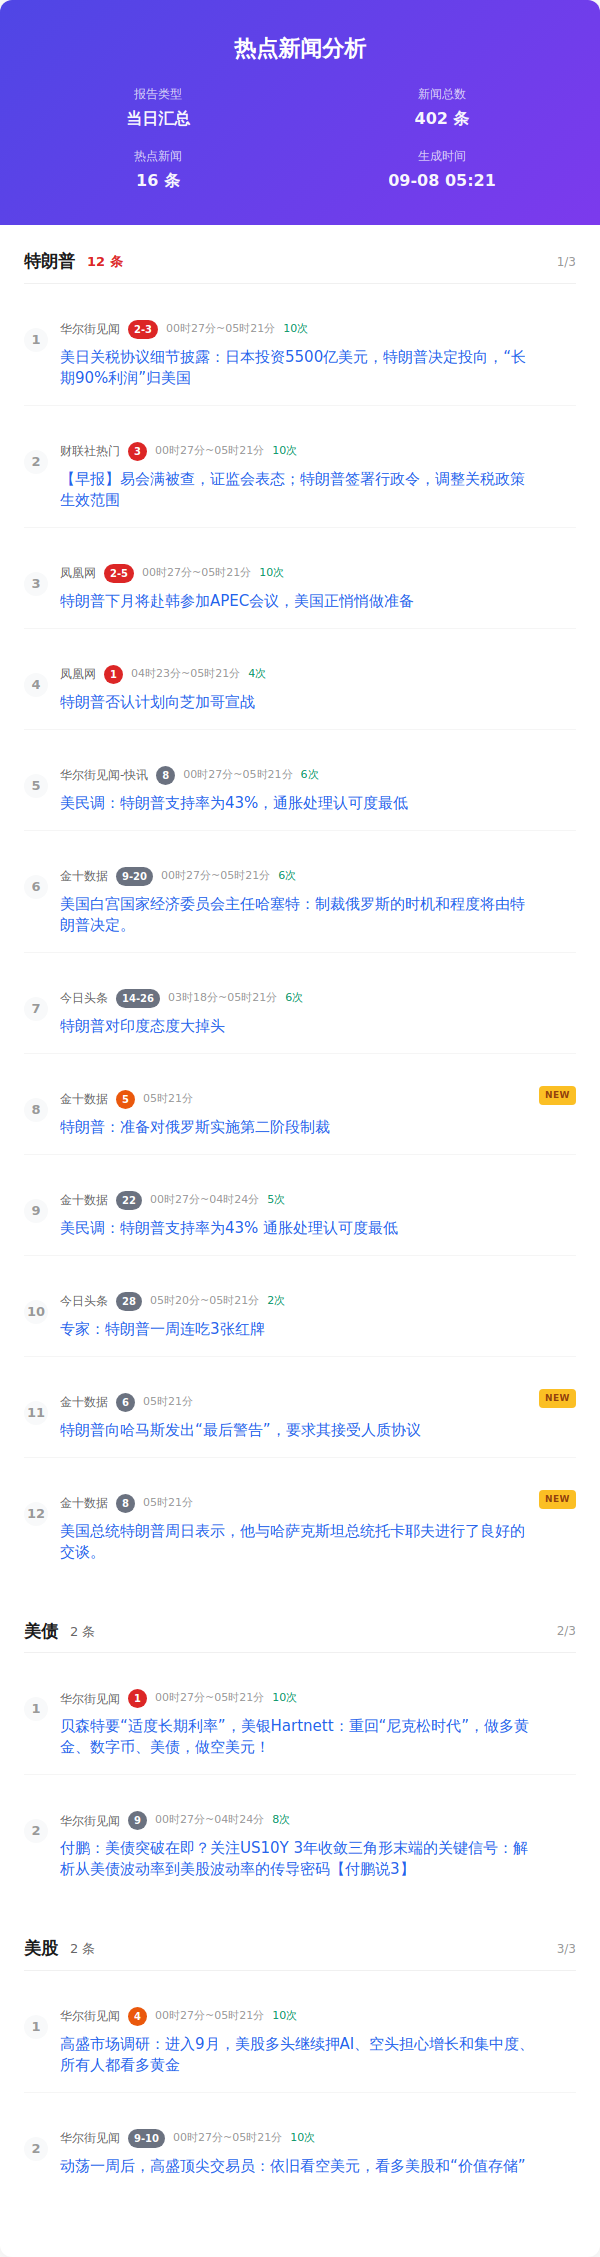 热点新闻分析
报告类型
当日汇总
新闻总数
402 条
热点新闻
16 条
生成时间
09-08 05:21
特朗普 12 条 1/3
1 华尔街见闻 2-3 00时27分~05时21分 10次
美日关税协议细节披露：日本投资5500亿美元，特朗普决定投向，“长
期90%利润”归美国
2 财联社热门 3 00时27分~05时21分 10次
【早报】易会满被查，证监会表态；特朗普签署行政令，调整关税政策
生效范围
3 凤凰网 2-5 00时27分~05时21分 10次
特朗普下月将赴韩参加APEC会议，美国正悄悄做准备
4 凤凰网 1 04时23分~05时21分 4次
特朗普否认计划向芝加哥宣战
5 华尔街见闻-快讯 8 00时27分~05时21分 6次
美民调：特朗普支持率为43%，通胀处理认可度最低
6 金十数据 9-20 00时27分~05时21分 6次
美国白宫国家经济委员会主任哈塞特：制裁俄罗斯的时机和程度将由特
朗普决定。
7 今日头条 14-26 03时18分~05时21分 6次
特朗普对印度态度大掉头
8 金十数据 5 05时21分 NEW
特朗普：准备对俄罗斯实施第二阶段制裁
9 金十数据 22 00时27分~04时24分 5次
美民调：特朗普支持率为43% 通胀处理认可度最低
10 今日头条 28 05时20分~05时21分 2次
专家：特朗普一周连吃3张红牌
11 金十数据 6 05时21分 NEW
特朗普向哈马斯发出“最后警告”，要求其接受人质协议
12 金十数据 8 05时21分 NEW
美国总统特朗普周日表示，他与哈萨克斯坦总统托卡耶夫进行了良好的
交谈。
美债 2 条 2/3
1 华尔街见闻 1 00时27分~05时21分 10次
贝森特要“适度长期利率”，美银Hartnett：重回“尼克松时代”，做多黄
金、数字币、美债，做空美元！
2 华尔街见闻 9 00时27分~04时24分 8次
付鹏：美债突破在即？关注US10Y 3年收敛三角形末端的关键信号：解
析从美债波动率到美股波动率的传导密码【付鹏说3】
美股 2 条 3/3
1 华尔街见闻 4 00时27分~05时21分 10次
高盛市场调研：进入9月，美股多头继续押AI、空头担心增长和集中度、
所有人都看多黄金
2 华尔街见闻 9-10 00时27分~05时21分 10次
动荡一周后，高盛顶尖交易员：依旧看空美元，看多美股和“价值存储”